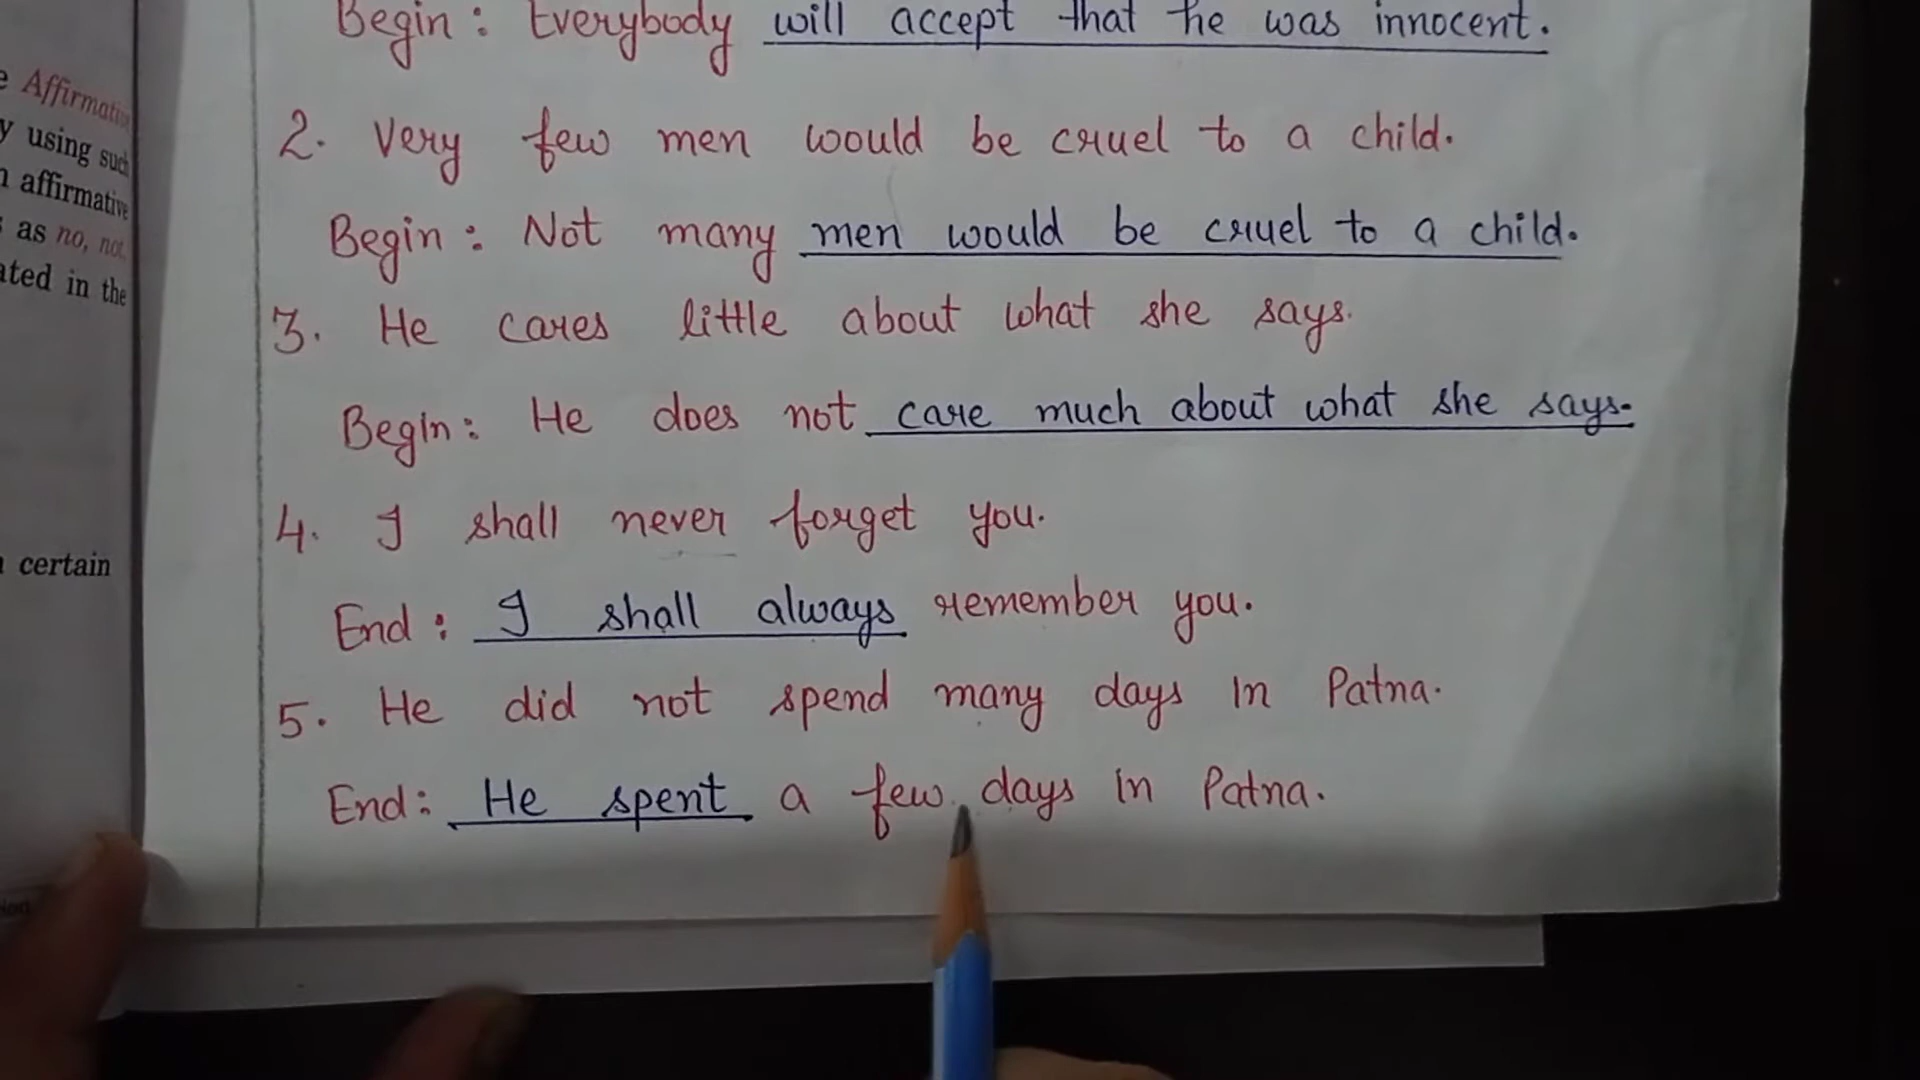 e Affirmative
y using such
n affirmative
s as no, not,
ated in the
certain
Begin: Everybody will accept that he was innocent.
2. Very few men would be cruel to a child.
Begin: Not many men would be cruel to a child.
3. He cares little about what she says.
Begin: He does not care much about what she says.
4. I shall never forget you.
End: I shall always remember you.
5. He did not spend many days in Patna.
End: He spent a few days in Patna.